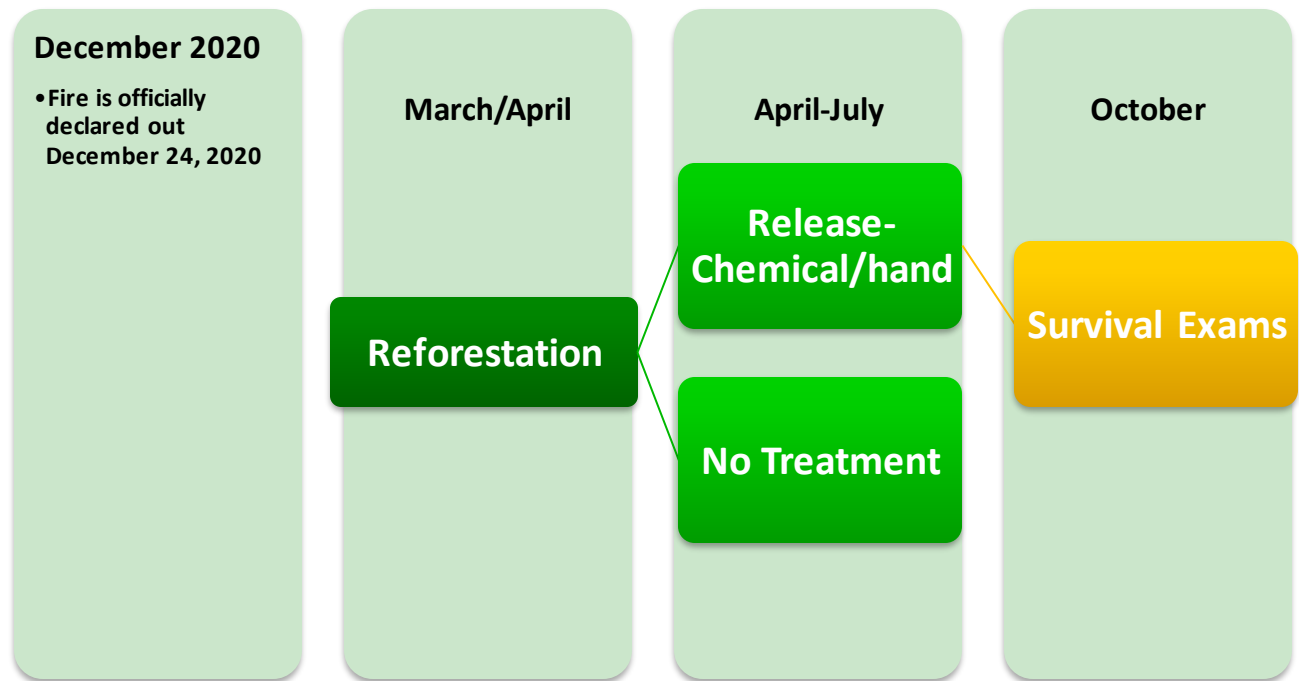 December 2020
•Fire is officially
declared out
December 24, 2020
March/April
Reforestation
April-July
Release-
Chemical/hand
No Treatment
October
Survival Exams